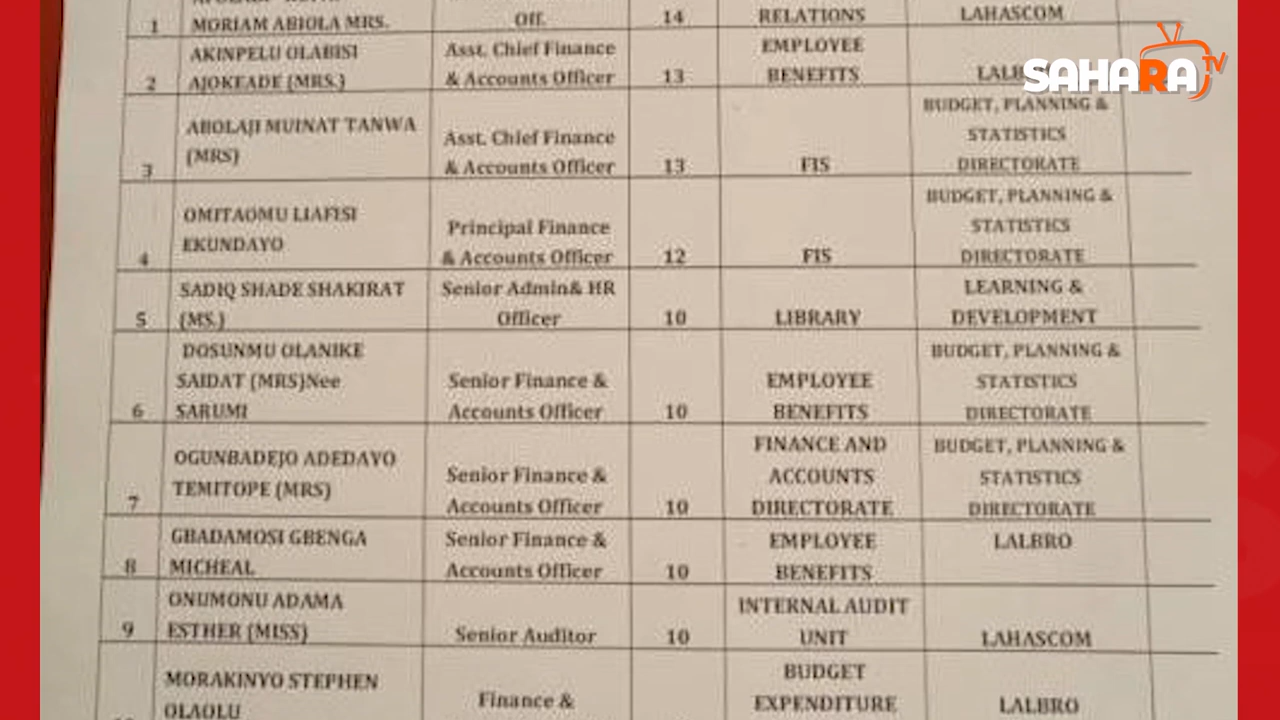 1 MORIAM ABIOLA MRS. Off. 14 RELATIONS LAHASCOM
SAHARA TV
AKINPELU OLABISI Asst. Chief Finance EMPLOYEE
2 AJOKEADE (MRS.) & Accounts Officer 13 BENEFITS
BUDGET, PLANNING &
ABOLAJI MUINAT TANWA Asst. Chief Finance STATISTICS
3 (MRS) & Accounts Officer 13 FIS DIRECTORATE
BUDGET, PLANNING &
OMITAOMU LIAFISI Principal Finance STATISTICS
4 EKUNDAYO & Accounts Officer 12 FIS DIRECTORATE
SADIQ SHADE SHAKIRAT Senior Admin& HR LEARNING &
5 (MS.) Officer 10 LIBRARY DEVELOPMENT
DOSUNMU OLANIKE BUDGET, PLANNING &
SAIDAT (MRS)Nee Senior Finance & EMPLOYEE STATISTICS
6 SARUMI Accounts Officer 10 BENEFITS DIRECTORATE
FINANCE AND BUDGET, PLANNING &
OGUNBADEJO ADEDAYO Senior Finance & ACCOUNTS STATISTICS
7 TEMITOPE (MRS) Accounts Officer 10 DIRECTORATE DIRECTORATE
GBADAMOSI GBENGA Senior Finance & EMPLOYEE LALBRO
8 MICHEAL Accounts Officer 10 BENEFITS
ONUMONU ADAMA INTERNAL AUDIT
9 ESTHER (MISS) Senior Auditor 10 UNIT LAHASCOM
MORAKINYO STEPHEN BUDGET
OLAOLU Finance & EXPENDITURE LALBRO